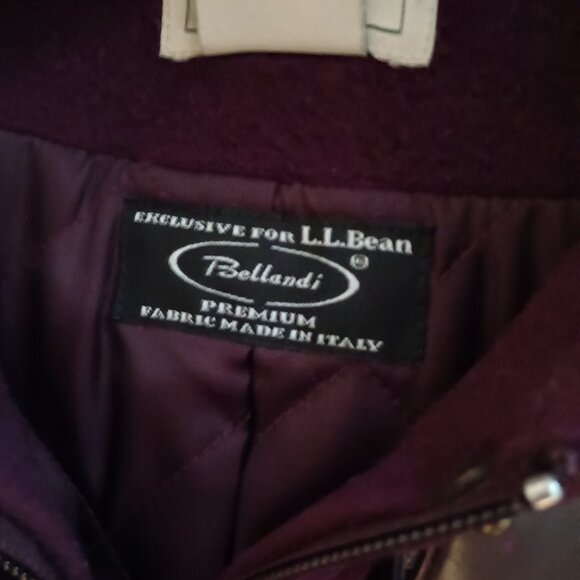 EXCLUSIVE FOR L.L.Bean
Bellandi ®
PREMIUM
FABRIC MADE IN ITALY